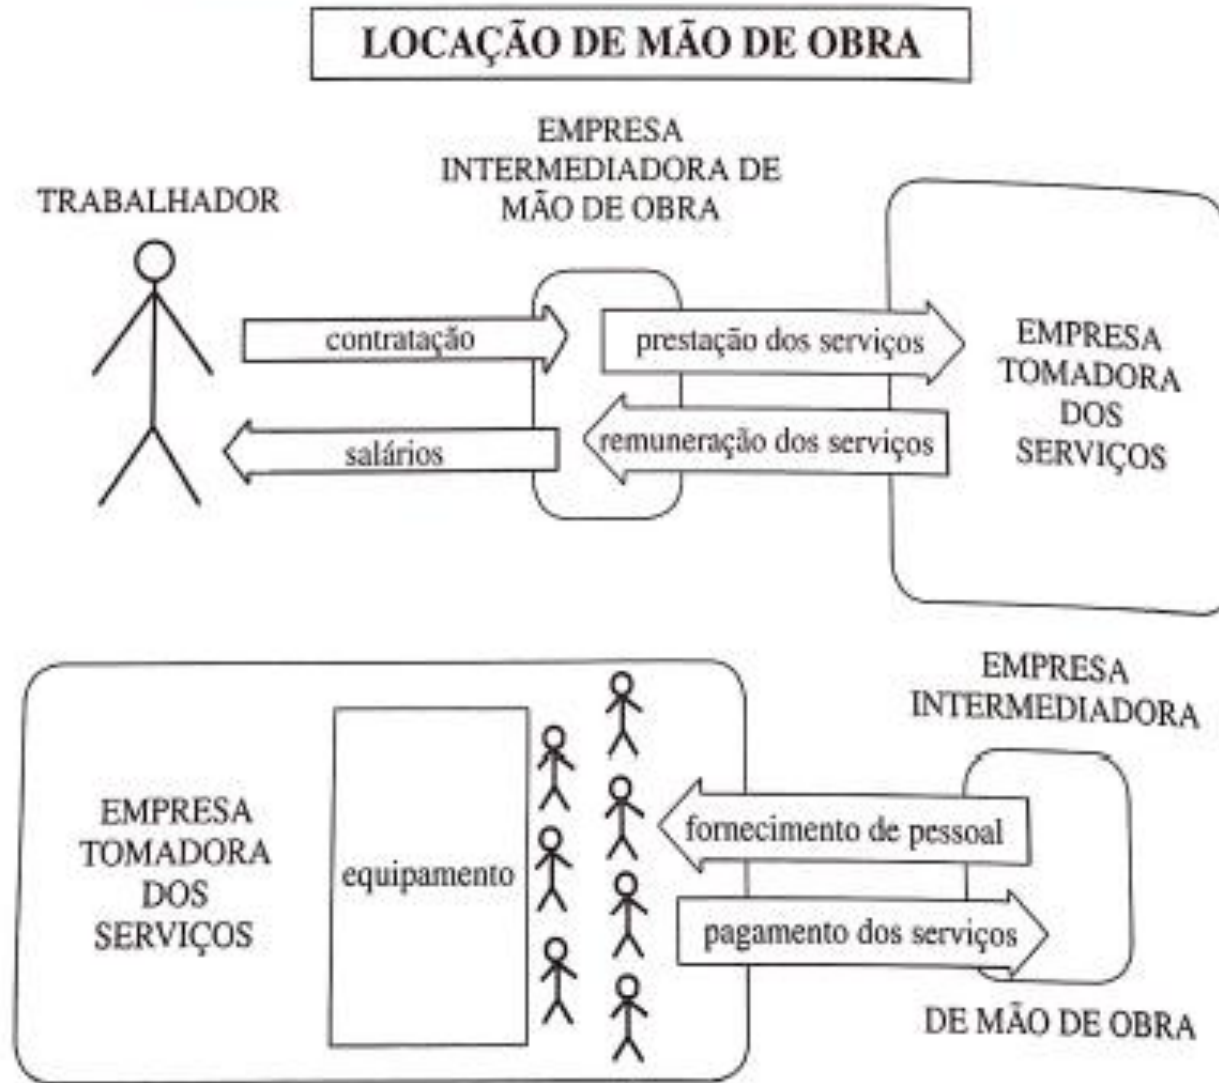 LOCAÇÃO DE MÃO DE OBRA
EMPRESA
INTERMEDIADORA DE
MÃO DE OBRA
TRABALHADOR
contratação
prestação dos serviços
salários
remuneração dos serviços
EMPRESA
TOMADORA
DOS
SERVIÇOS
EMPRESA
INTERMEDIADORA
EMPRESA
TOMADORA
DOS
SERVIÇOS
equipamento
fornecimento de pessoal
pagamento dos serviços
DE MÃO DE OBRA